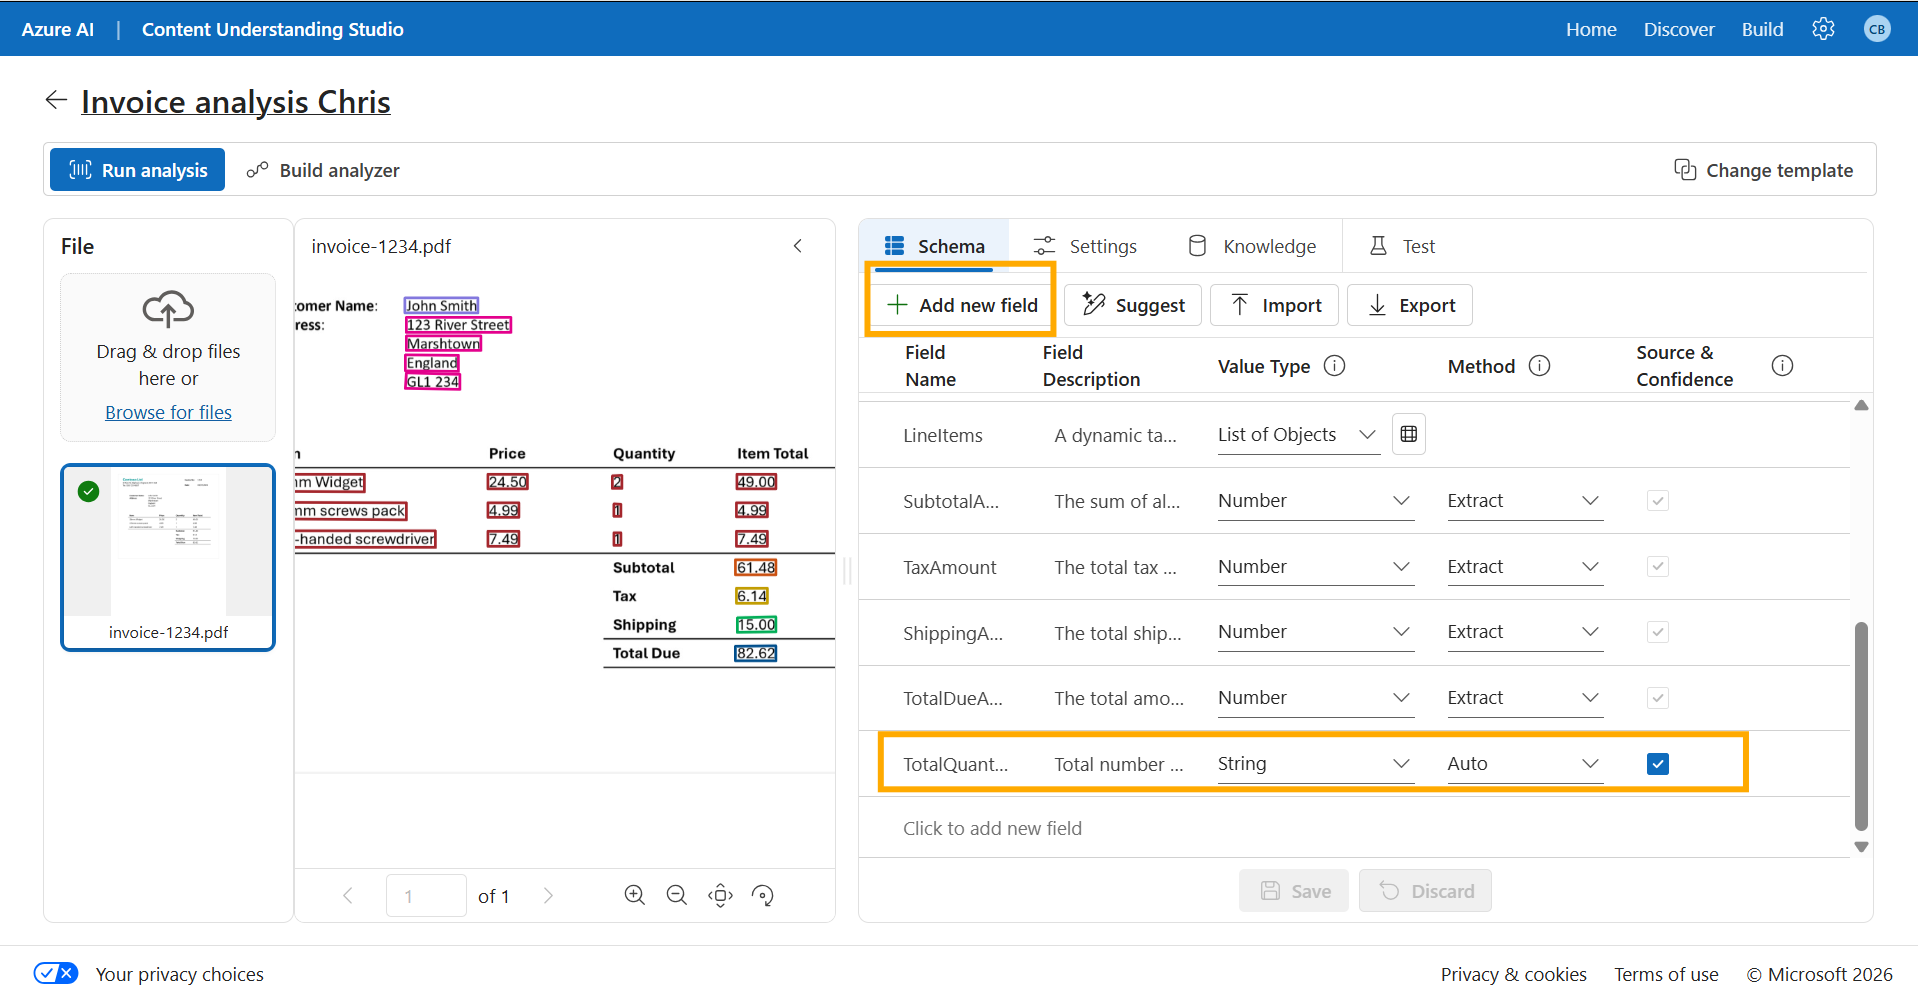 Azure AI | Content Understanding Studio
Home Discover Build CB
Invoice analysis Chris
Run analysis Build analyzer
Change template
File
Drag & drop files
here or
Browse for files
invoice-1234.pdf
invoice-1234.pdf
tomer Name: John Smith
ress: 123 River Street
Marshtown
England
GL1 234
Price Quantity Item Total
mm Widget 24.50 2 49.00
mm screws pack 4.99 1 4.99
-handed screwdriver 7.49 1 7.49
Subtotal 61.48
Tax 6.14
Shipping 15.00
Total Due 82.62
1 of 1
Schema Settings Knowledge Test
Add new field Suggest Import Export
Field Name Field Description Value Type Method Source & Confidence
LineItems A dynamic ta... List of Objects
SubtotalA... The sum of al... Number Extract
TaxAmount The total tax ... Number Extract
ShippingA... The total ship... Number Extract
TotalDueA... The total amo... Number Extract
TotalQuant... Total number ... String Auto
Click to add new field
Save Discard
Your privacy choices
Privacy & cookies Terms of use © Microsoft 2026